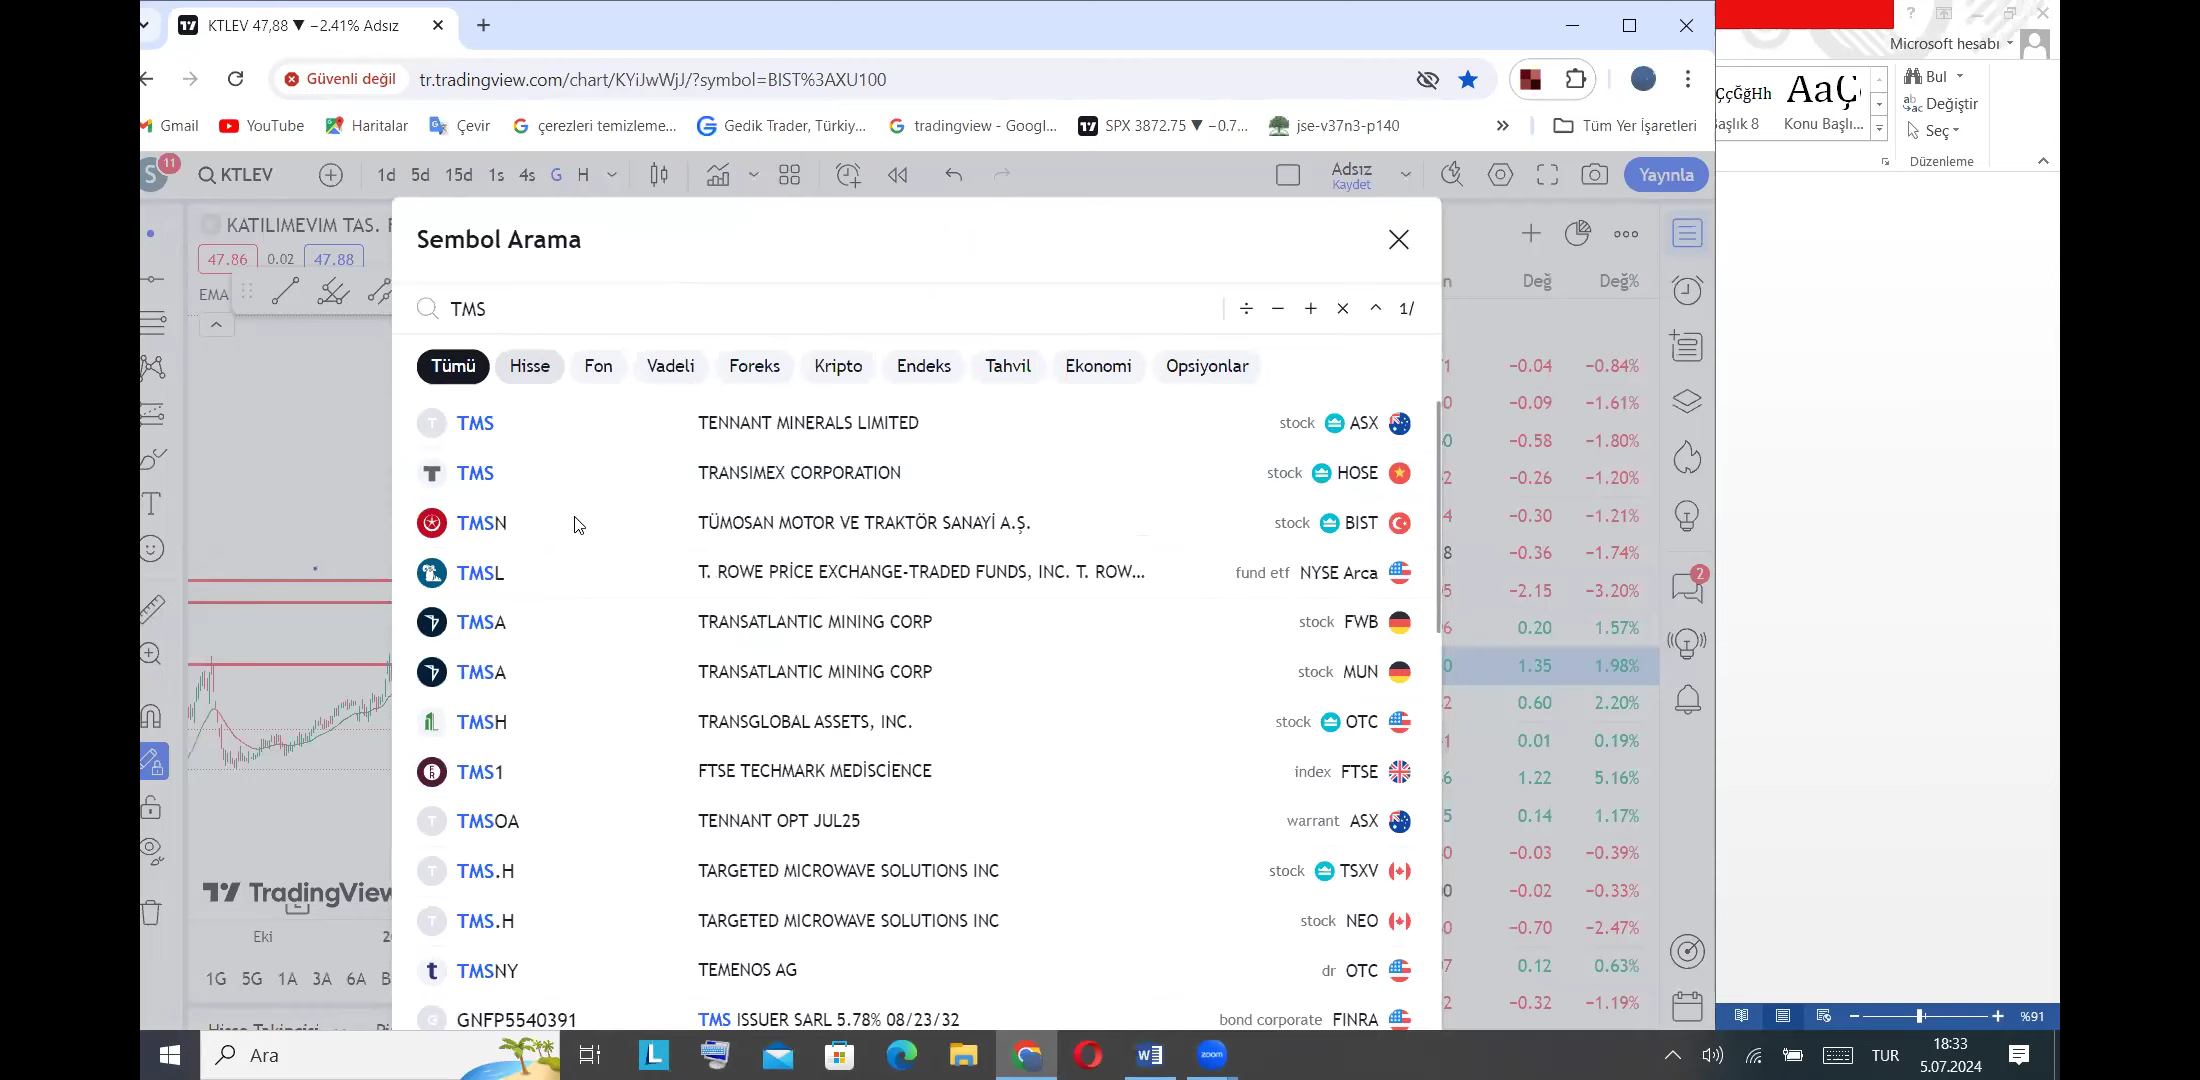 KTLEV 47,88 ▼ −2.41% Adsız
Microsoft hesabı
Güvenli değil
tr.tradingview.com/chart/KYiJwWjJ/?symbol=BIST%3AXU100
Gmail
YouTube
Haritalar
Çevir
çerezleri temizleme...
Gedik Trader, Türkiy...
tradingview - Googl...
SPX 3872.75 ▼ −0.7...
jse-v37n3-p140
Tüm Yer İşaretleri
ÇçĞğHh
AaÇ
Başlık 8
Konu Başlı...
Bul
Değiştir
Seç
Düzenleme
S
11
KTLEV
1d 5d 15d 1s 4s G H
Adsız
Kaydet
Yayınla
KATILIMEVIM TAS.
47.86
0.02
47.88
EMA
Sembol Arama
TMS
÷ − + × ^ 1/
Tümü
Hisse
Fon
Vadeli
Foreks
Kripto
Endeks
Tahvil
Ekonomi
Opsiyonlar
TMS TENNANT MINERALS LIMITED stock ASX
TMS TRANSIMEX CORPORATION stock HOSE
TMSN TÜMOSAN MOTOR VE TRAKTÖR SANAYİ A.Ş. stock BIST
TMSL T. ROWE PRİCE EXCHANGE-TRADED FUNDS, INC. T. ROW... fund etf NYSE Arca
TMSA TRANSATLANTIC MINING CORP stock FWB
TMSA TRANSATLANTIC MINING CORP stock MUN
TMSH TRANSGLOBAL ASSETS, INC. stock OTC
TMS1 FTSE TECHMARK MEDİSCİENCE index FTSE
TMSOA TENNANT OPT JUL25 warrant ASX
TMS.H TARGETED MICROWAVE SOLUTIONS INC stock TSXV
TMS.H TARGETED MICROWAVE SOLUTIONS INC stock NEO
TMSNY TEMENOS AG dr OTC
GNFP5540391 TMS ISSUER SARL 5.78% 08/23/32 bond corporate FINRA
Değ Değ%
−0.04 −0.84%
−0.09 −1.61%
−0.58 −1.80%
−0.26 −1.20%
−0.30 −1.21%
−0.36 −1.74%
−2.15 −3.20%
0.20 1.57%
1.35 1.98%
0.60 2.20%
0.01 0.19%
1.22 5.16%
0.14 1.17%
−0.03 −0.39%
−0.02 −0.33%
−0.70 −2.47%
0.12 0.63%
−0.32 −1.19%
2
TradingView
Eki
1G 5G 1A 3A 6A
%91
Ara
zoom
TUR
18:33
5.07.2024